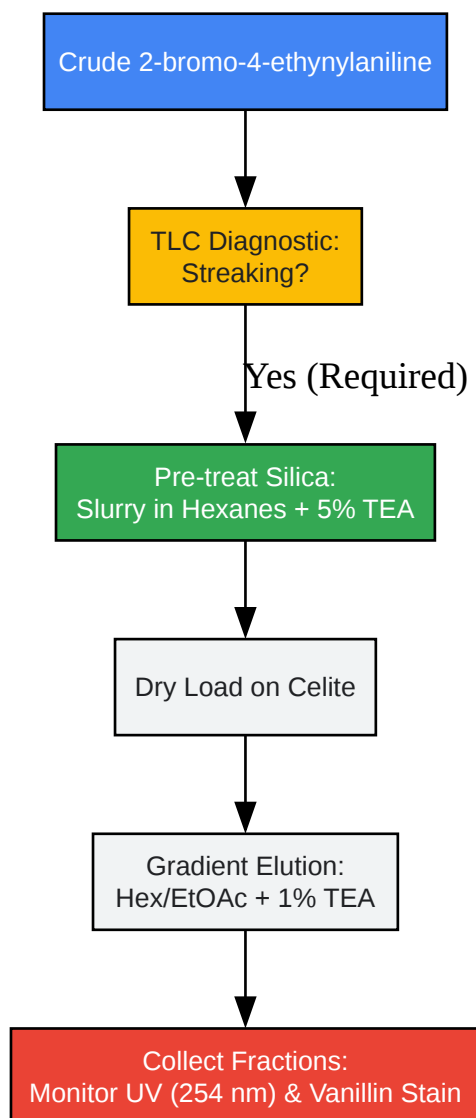 Crude 2-bromo-4-ethynylaniline
TLC Diagnostic:
Streaking?
Yes (Required)
Pre-treat Silica:
Slurry in Hexanes + 5% TEA
Dry Load on Celite
Gradient Elution:
Hex/EtOAc + 1% TEA
Collect Fractions:
Monitor UV (254 nm) & Vanillin Stain